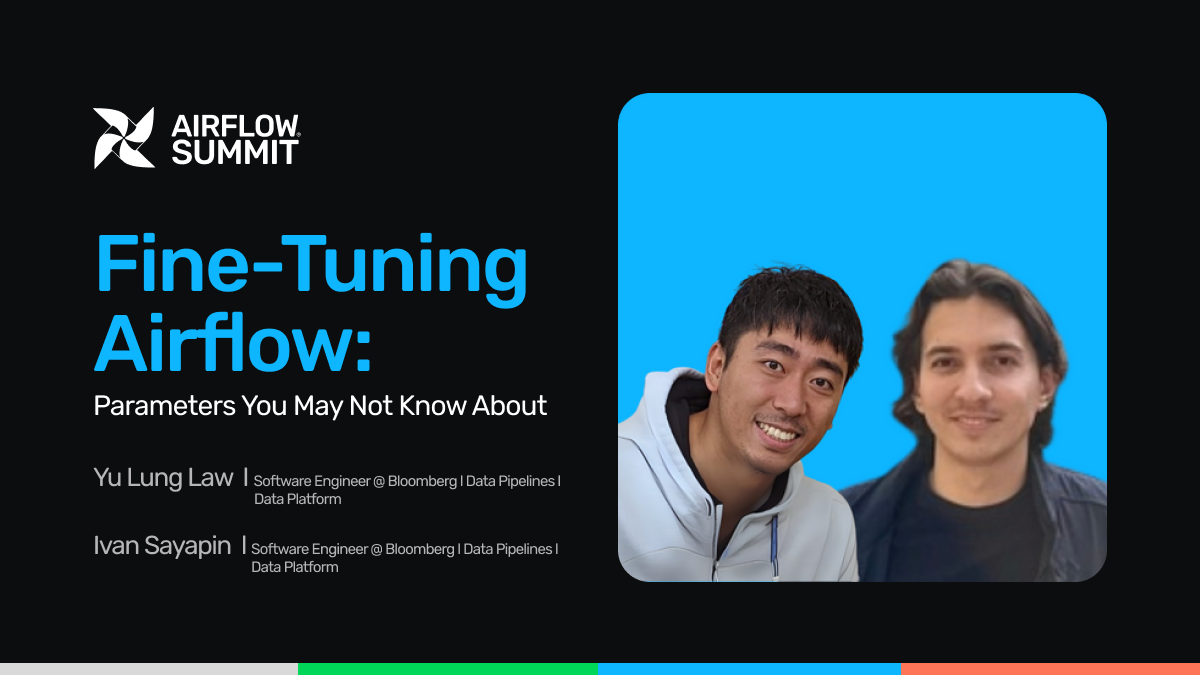 AIRFLOW
SUMMIT
Fine-Tuning
Airflow:
Parameters You May Not Know About
Yu Lung Law | Software Engineer @ Bloomberg | Data Pipelines |
Data Platform
Ivan Sayapin | Software Engineer @ Bloomberg | Data Pipelines |
Data Platform